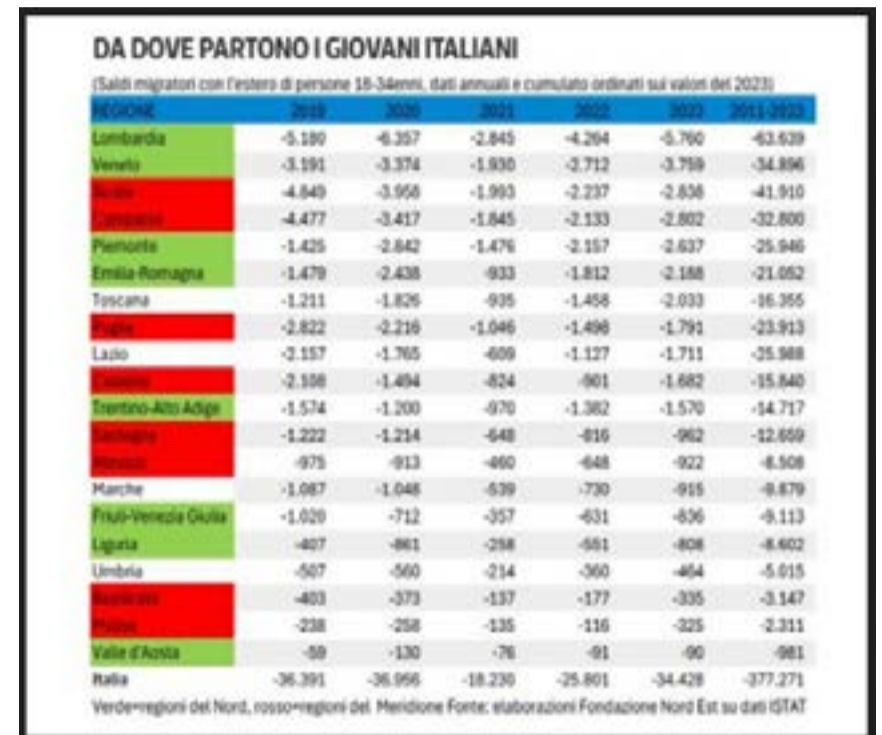 DA DOVE PARTONO I GIOVANI ITALIANI
(Saldi migratori con l'estero di persone 18-34enni, dati annuali e cumulato ordinati sui valori del 2023)
REGIONE 2019 2020 2021 2022 2023 2011-2023
Lombardia -5.180 -6.357 -2.845 -4.264 -5.760 -63.639
Veneto -3.191 -3.374 -1.930 -2.712 -3.759 -34.896
Sicilia -4.849 -3.958 -1.993 -2.237 -2.838 -41.910
Campania -4.477 -3.417 -1.845 -2.133 -2.802 -32.800
Piemonte -1.425 -2.842 -1.476 -2.157 -2.637 -25.946
Emilia-Romagna -1.479 -2.438 -933 -1.812 -2.188 -21.052
Toscana -1.211 -1.826 -935 -1.458 -2.033 -16.355
Puglia -2.822 -2.216 -1.046 -1.498 -1.791 -23.913
Lazio -2.157 -1.765 -609 -1.127 -1.711 -25.988
Calabria -2.108 -1.494 -824 -901 -1.682 -15.840
Trentino-Alto Adige -1.574 -1.200 -970 -1.382 -1.570 -14.717
Sardegna -1.222 -1.214 -648 -816 -962 -12.659
Abruzzo -975 -913 -460 -648 -922 -8.508
Marche -1.087 -1.048 -539 -730 -915 -9.879
Friuli-Venezia Giulia -1.020 -712 -357 -631 -836 -9.113
Liguria -407 -861 -258 -551 -808 -8.602
Umbria -507 -560 -214 -360 -464 -5.015
Basilicata -403 -373 -137 -177 -335 -3.147
Molise -238 -258 -135 -116 -325 -2.311
Valle d'Aosta -59 -130 -76 -91 -90 -981
Italia -36.391 -36.956 -18.230 -25.801 -34.428 -377.271
Verde=regioni del Nord, rosso=regioni del Meridione Fonte: elaborazioni Fondazione Nord Est su dati ISTAT